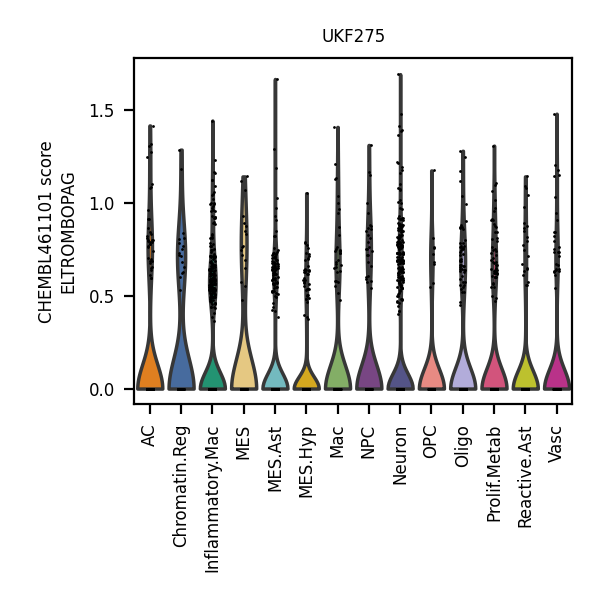 UKF275
CHEMBL461101 score
ELTROMBOPAG
1.5
1.0
0.5
0.0
AC
Chromatin.Reg
Inflammatory.Mac
MES
MES.Ast
MES.Hyp
Mac
NPC
Neuron
OPC
Oligo
Prolif.Metab
Reactive.Ast
Vasc